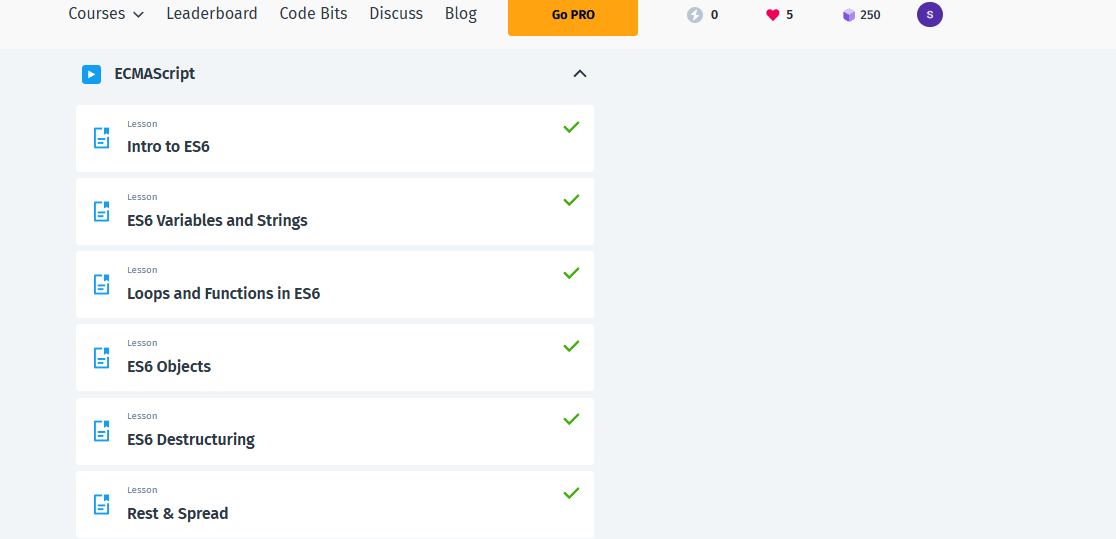 Courses Leaderboard Code Bits Discuss Blog Go PRO 0 5 250 S
ECMAScript
Lesson
Intro to ES6
Lesson
ES6 Variables and Strings
Lesson
Loops and Functions in ES6
Lesson
ES6 Objects
Lesson
ES6 Destructuring
Lesson
Rest & Spread